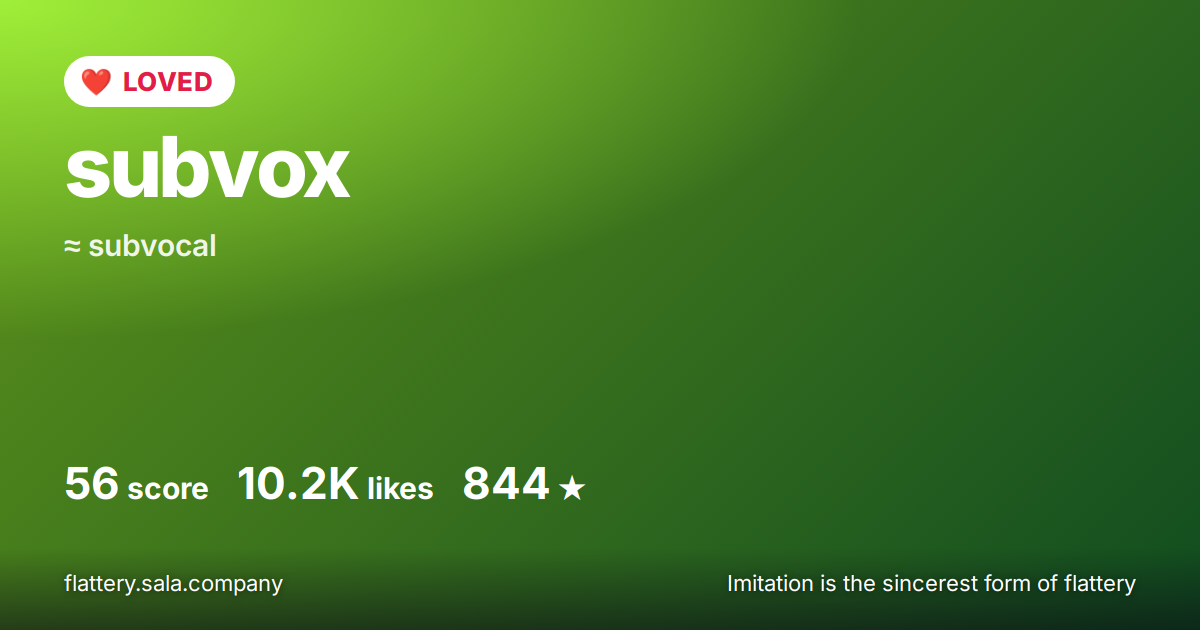 ❤️ LOVED
subvox
≈ subvocal
56 score 10.2K likes 844 ★
flattery.sala.company
Imitation is the sincerest form of flattery